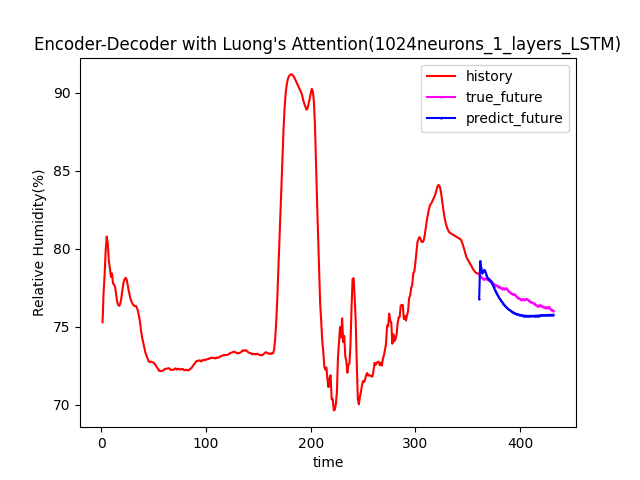 Encoder-Decoder with Luong's Attention(1024neurons_1_layers_LSTM)
history
true_future
predict_future
Relative Humidity(%)
90
85
80
75
70
0 100 200 300 400
time